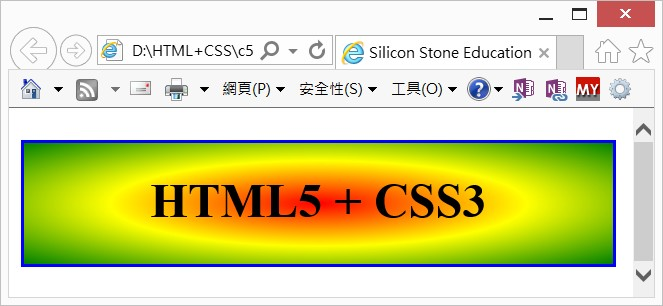 D:\HTML+CSS\c5
Silicon Stone Education
網頁(P)
安全性(S)
工具(O)
?
N
N
MY
HTML5 + CSS3